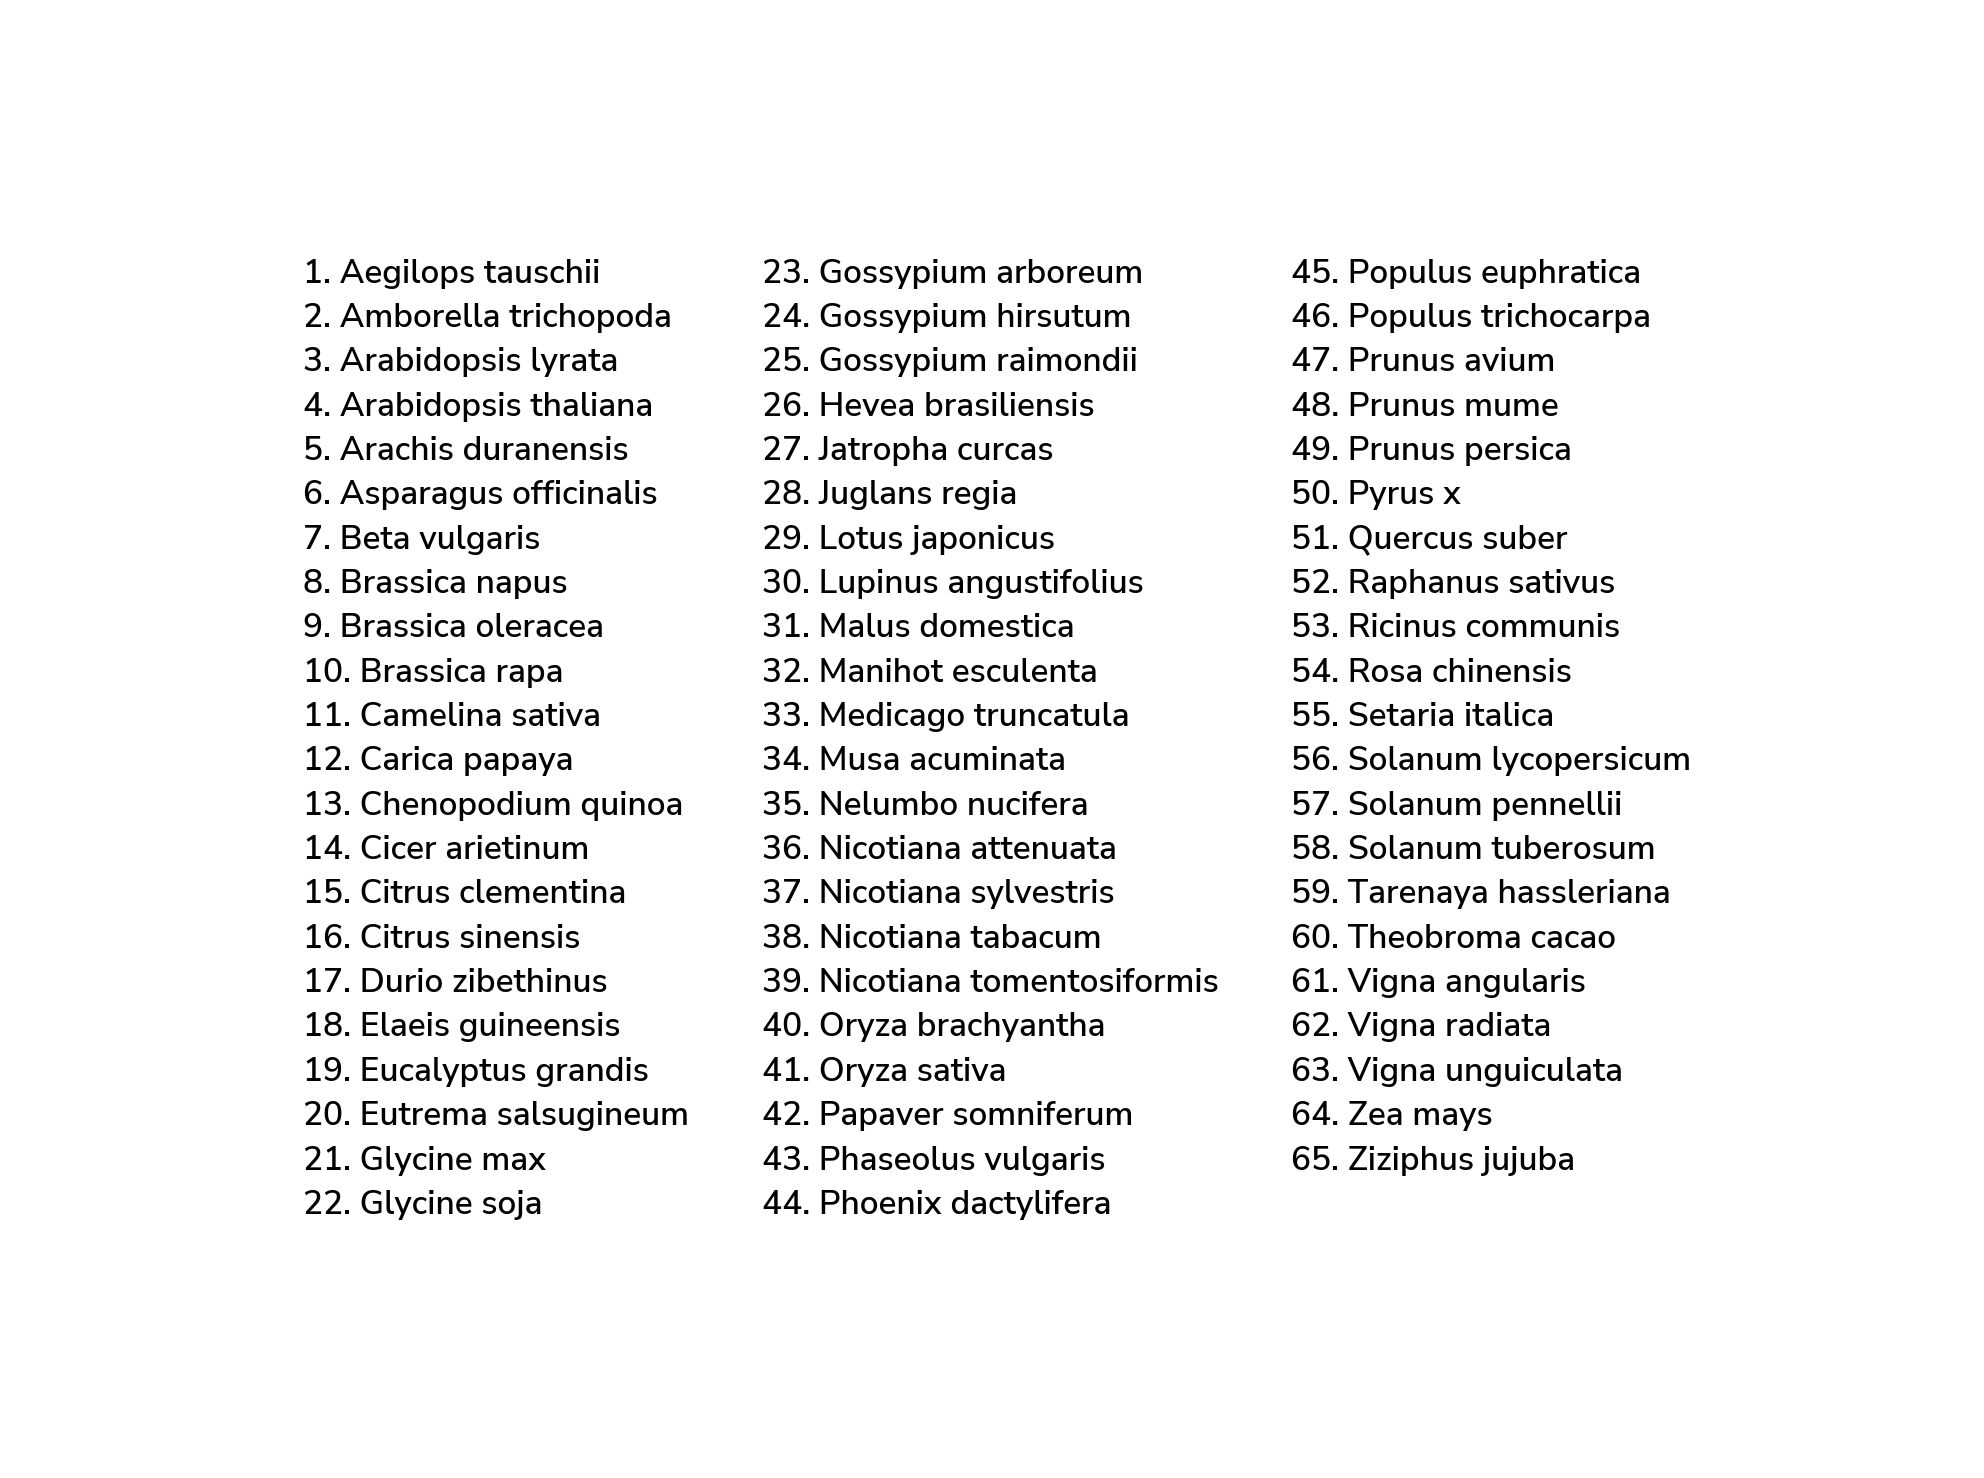 1. Aegilops tauschii
2. Amborella trichopoda
3. Arabidopsis lyrata
4. Arabidopsis thaliana
5. Arachis duranensis
6. Asparagus officinalis
7. Beta vulgaris
8. Brassica napus
9. Brassica oleracea
10. Brassica rapa
11. Camelina sativa
12. Carica papaya
13. Chenopodium quinoa
14. Cicer arietinum
15. Citrus clementina
16. Citrus sinensis
17. Durio zibethinus
18. Elaeis guineensis
19. Eucalyptus grandis
20. Eutrema salsugineum
21. Glycine max
22. Glycine soja
23. Gossypium arboreum
24. Gossypium hirsutum
25. Gossypium raimondii
26. Hevea brasiliensis
27. Jatropha curcas
28. Juglans regia
29. Lotus japonicus
30. Lupinus angustifolius
31. Malus domestica
32. Manihot esculenta
33. Medicago truncatula
34. Musa acuminata
35. Nelumbo nucifera
36. Nicotiana attenuata
37. Nicotiana sylvestris
38. Nicotiana tabacum
39. Nicotiana tomentosiformis
40. Oryza brachyantha
41. Oryza sativa
42. Papaver somniferum
43. Phaseolus vulgaris
44. Phoenix dactylifera
45. Populus euphratica
46. Populus trichocarpa
47. Prunus avium
48. Prunus mume
49. Prunus persica
50. Pyrus x
51. Quercus suber
52. Raphanus sativus
53. Ricinus communis
54. Rosa chinensis
55. Setaria italica
56. Solanum lycopersicum
57. Solanum pennellii
58. Solanum tuberosum
59. Tarenaya hassleriana
60. Theobroma cacao
61. Vigna angularis
62. Vigna radiata
63. Vigna unguiculata
64. Zea mays
65. Ziziphus jujuba